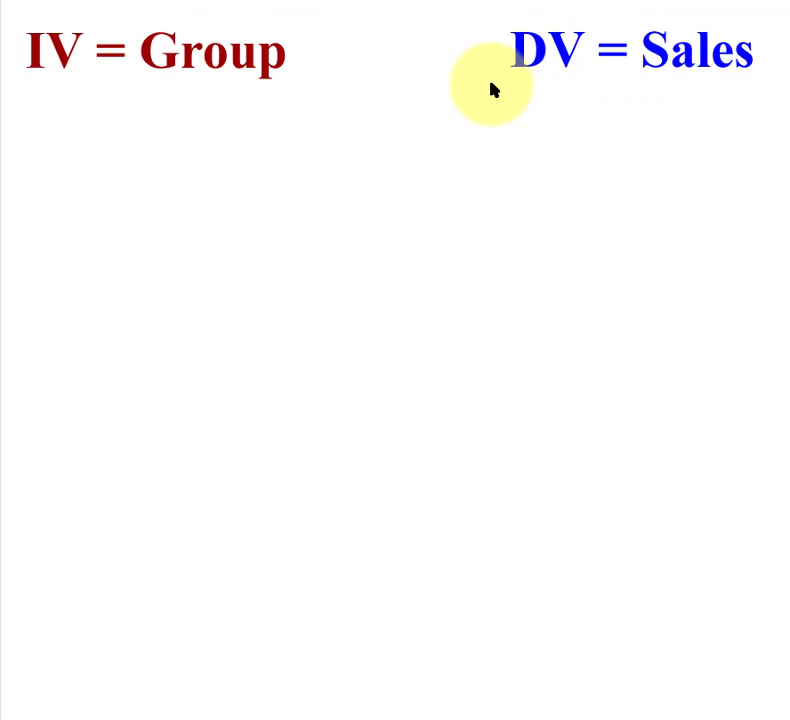 IV = Group DV = Sales